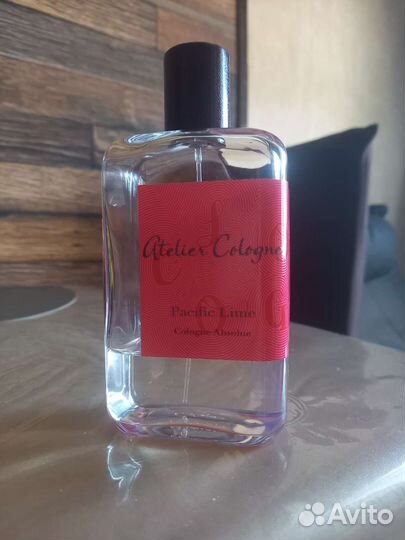 Atelier Cologne
Pacific Lime
Cologne Absolue
Avito